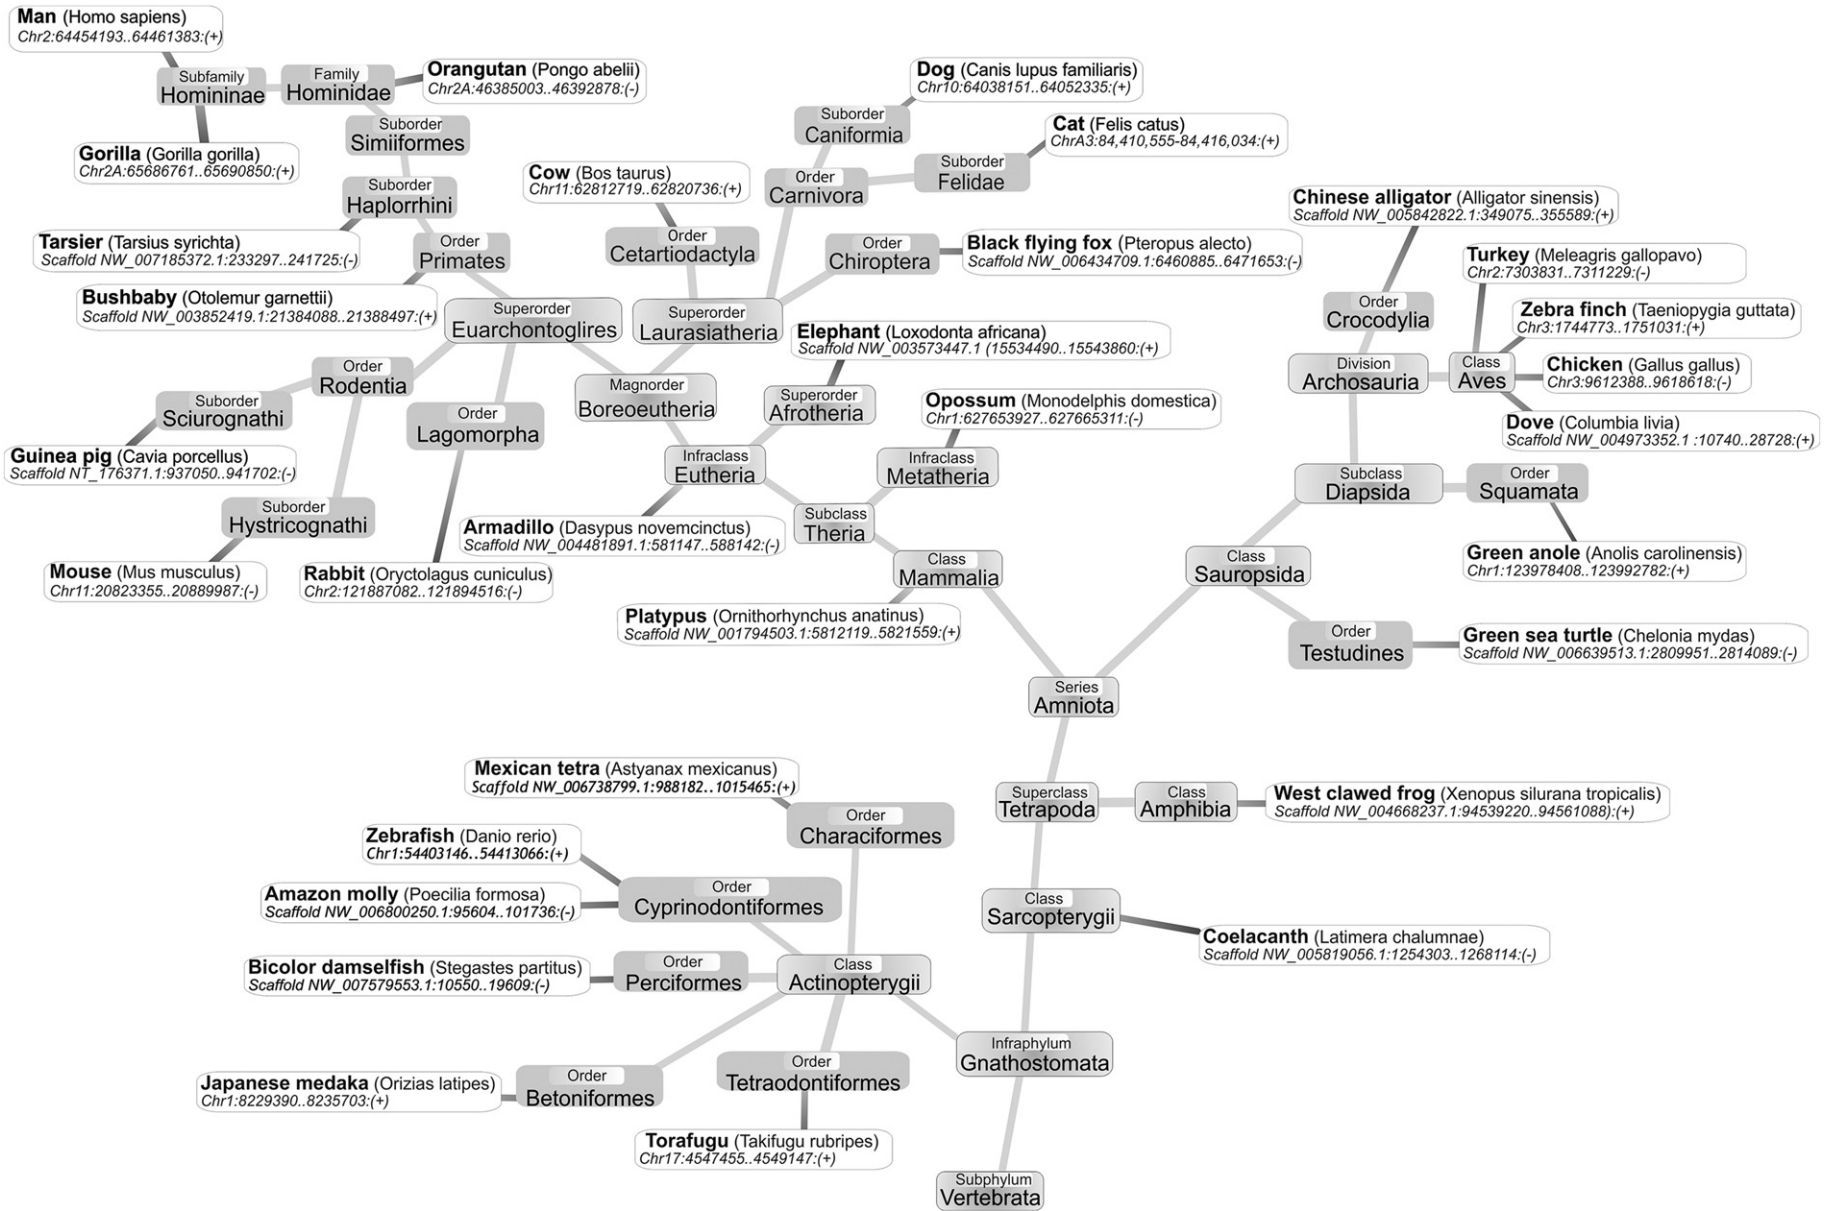 Man (Homo sapiens)
Chr2:64454193..64461383:(+)
Subfamily
Homininae
Family
Hominidae
Orangutan (Pongo abelii)
Chr2A:46385003..46392878:(-)
Gorilla (Gorilla gorilla)
Chr2A:65686761..65690850:(+)
Suborder
Simiiformes
Suborder
Haplorrhini
Tarsier (Tarsius syrichta)
Scaffold NW_007185372.1:233297..241725:(-)
Order
Primates
Bushbaby (Otolemur garnettii)
Scaffold NW_003852419.1:21384088..21388497:(+)
Superorder
Euarchontoglires
Order
Rodentia
Suborder
Sciurognathi
Guinea pig (Cavia porcellus)
Scaffold NT_176371.1:937050..941702:(-)
Suborder
Hystricognathi
Mouse (Mus musculus)
Chr11:20823355..20889987:(-)
Order
Lagomorpha
Rabbit (Oryctolagus cuniculus)
Chr2:121887082..121894516:(-)
Dog (Canis lupus familiaris)
Chr10:64038151..64052335:(+)
Suborder
Caniformia
Cat (Felis catus)
ChrA3:84,410,555-84,416,034:(+)
Suborder
Felidae
Order
Carnivora
Cow (Bos taurus)
Chr11:62812719..62820736:(+)
Order
Cetartiodactyla
Order
Chiroptera
Black flying fox (Pteropus alecto)
Scaffold NW_006434709.1:6460885..6471653:(-)
Superorder
Laurasiatheria
Elephant (Loxodonta africana)
Scaffold NW_003573447.1 (15534490..15543860:(+)
Magnorder
Boreoeutheria
Superorder
Afrotheria
Opossum (Monodelphis domestica)
Chr1:627653927..627665311:(-)
Infraclass
Eutheria
Infraclass
Metatheria
Armadillo (Dasypus novemcinctus)
Scaffold NW_004481891.1:581147..588142:(-)
Subclass
Theria
Class
Mammalia
Platypus (Ornithorhynchus anatinus)
Scaffold NW_001794503.1:5812119..5821559:(+)
Chinese alligator (Alligator sinensis)
Scaffold NW_005842822.1:349075..355589:(+)
Turkey (Meleagris gallopavo)
Chr2:7303831..7311229:(-)
Order
Crocodylia
Zebra finch (Taeniopygia guttata)
Chr3:1744773..1751031:(+)
Division
Archosauria
Class
Aves
Chicken (Gallus gallus)
Chr3:9612388..9618618:(-)
Dove (Columbia livia)
Scaffold NW_004973352.1 :10740..28728:(+)
Subclass
Diapsida
Order
Squamata
Green anole (Anolis carolinensis)
Chr1:123978408..123992782:(+)
Class
Sauropsida
Order
Testudines
Green sea turtle (Chelonia mydas)
Scaffold NW_006639513.1:2809951..2814089:(-)
Series
Amniota
Superclass
Tetrapoda
Class
Amphibia
West clawed frog (Xenopus silurana tropicalis)
Scaffold NW_004668237.1:94539220..94561088):(+)
Class
Sarcopterygii
Coelacanth (Latimera chalumnae)
Scaffold NW_005819056.1:1254303..1268114:(-)
Mexican tetra (Astyanax mexicanus)
Scaffold NW_006738799.1:988182..1015465:(+)
Order
Characiformes
Zebrafish (Danio rerio)
Chr1:54403146..54413066:(+)
Amazon molly (Poecilia formosa)
Scaffold NW_006800250.1:95604..101736:(-)
Order
Cyprinodontiformes
Bicolor damselfish (Stegastes partitus)
Scaffold NW_007579553.1:10550..19609:(-)
Order
Perciformes
Class
Actinopterygii
Japanese medaka (Orizias latipes)
Chr1:8229390..8235703:(+)
Order
Betoniformes
Order
Tetraodontiformes
Torafugu (Takifugu rubripes)
Chr17:4547455..4549147:(+)
Infraphylum
Gnathostomata
Subphylum
Vertebrata